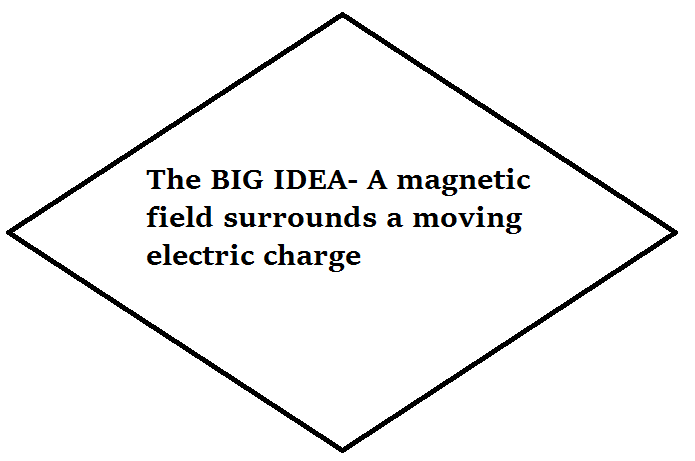 The BIG IDEA- A magnetic
field surrounds a moving
electric charge